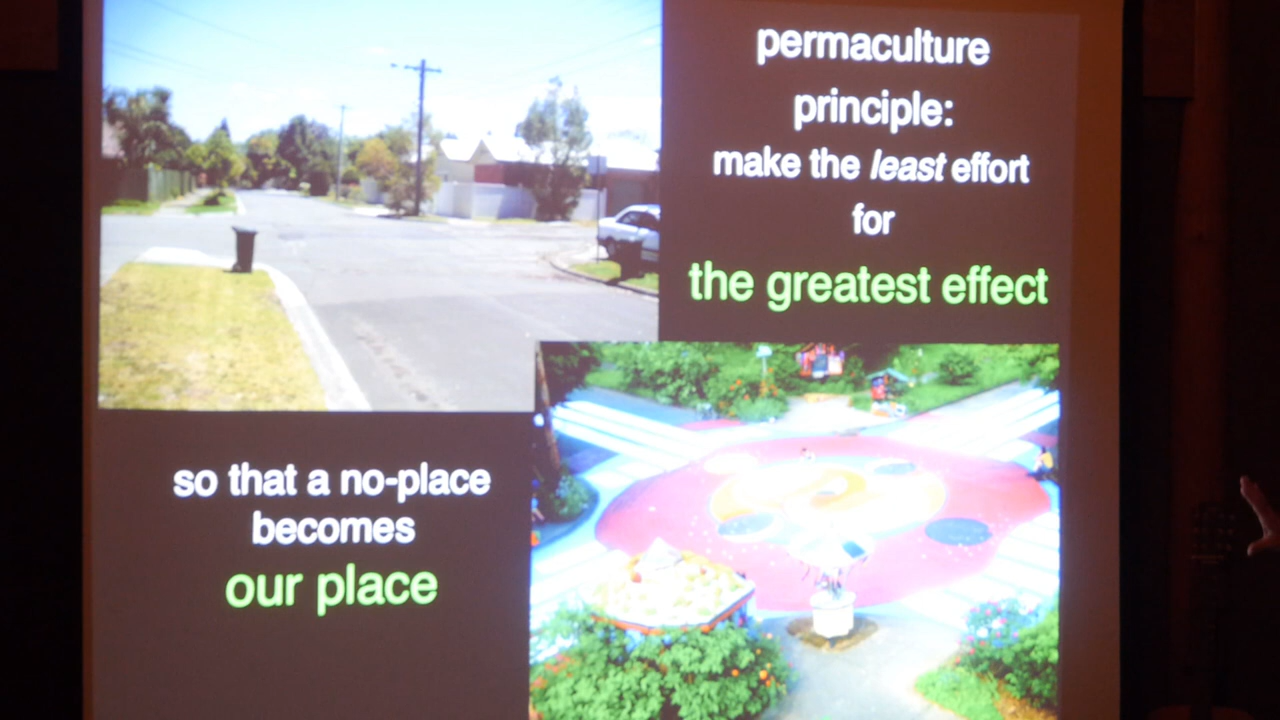 permaculture
principle:
make the least effort
for
the greatest effect
so that a no-place
becomes
our place